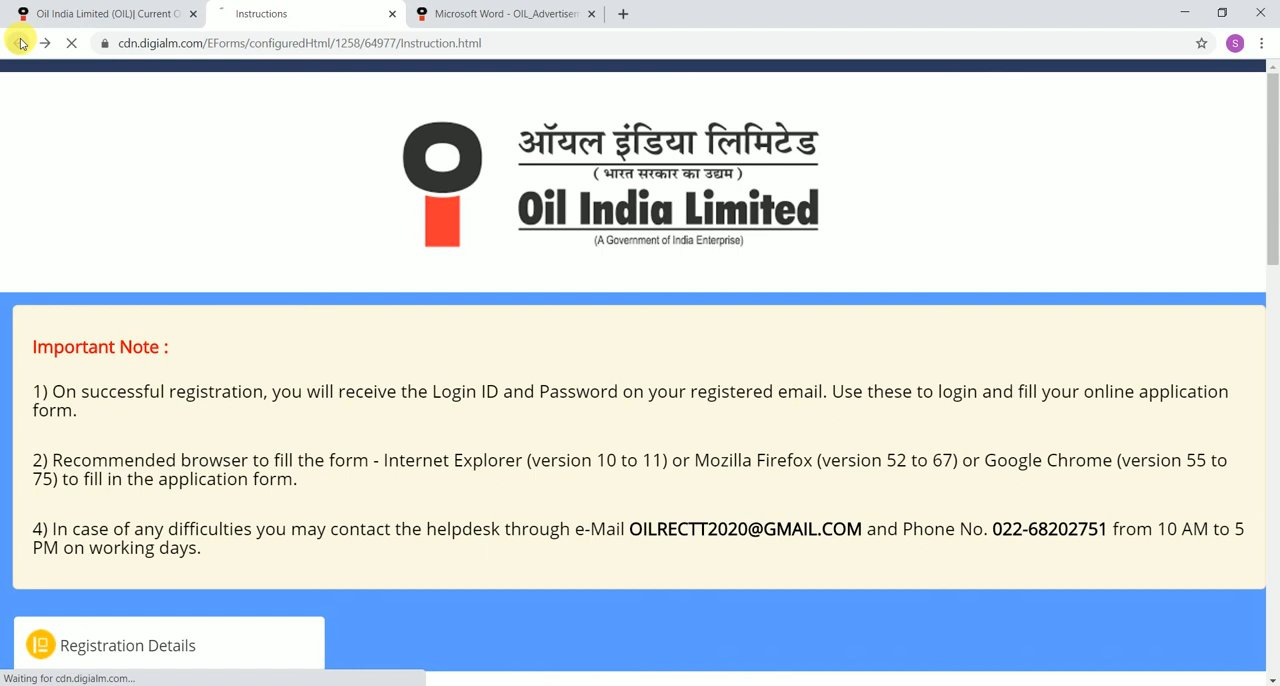 Oil India Limited (OIL)| Current O
Instructions
Microsoft Word - OIL_Advertisem
cdn.digialm.com/EForms/configuredHtml/1258/64977/Instruction.html
S
ऑयल इंडिया लिमिटेड
( भारत सरकार का उद्यम )
Oil India Limited
(A Government of India Enterprise)
Important Note :
1) On successful registration, you will receive the Login ID and Password on your registered email. Use these to login and fill your online application
form.
2) Recommended browser to fill the form - Internet Explorer (version 10 to 11) or Mozilla Firefox (version 52 to 67) or Google Chrome (version 55 to
75) to fill in the application form.
4) In case of any difficulties you may contact the helpdesk through e-Mail OILRECTT2020@GMAIL.COM and Phone No. 022-68202751 from 10 AM to 5
PM on working days.
Registration Details
Waiting for cdn.digialm.com...